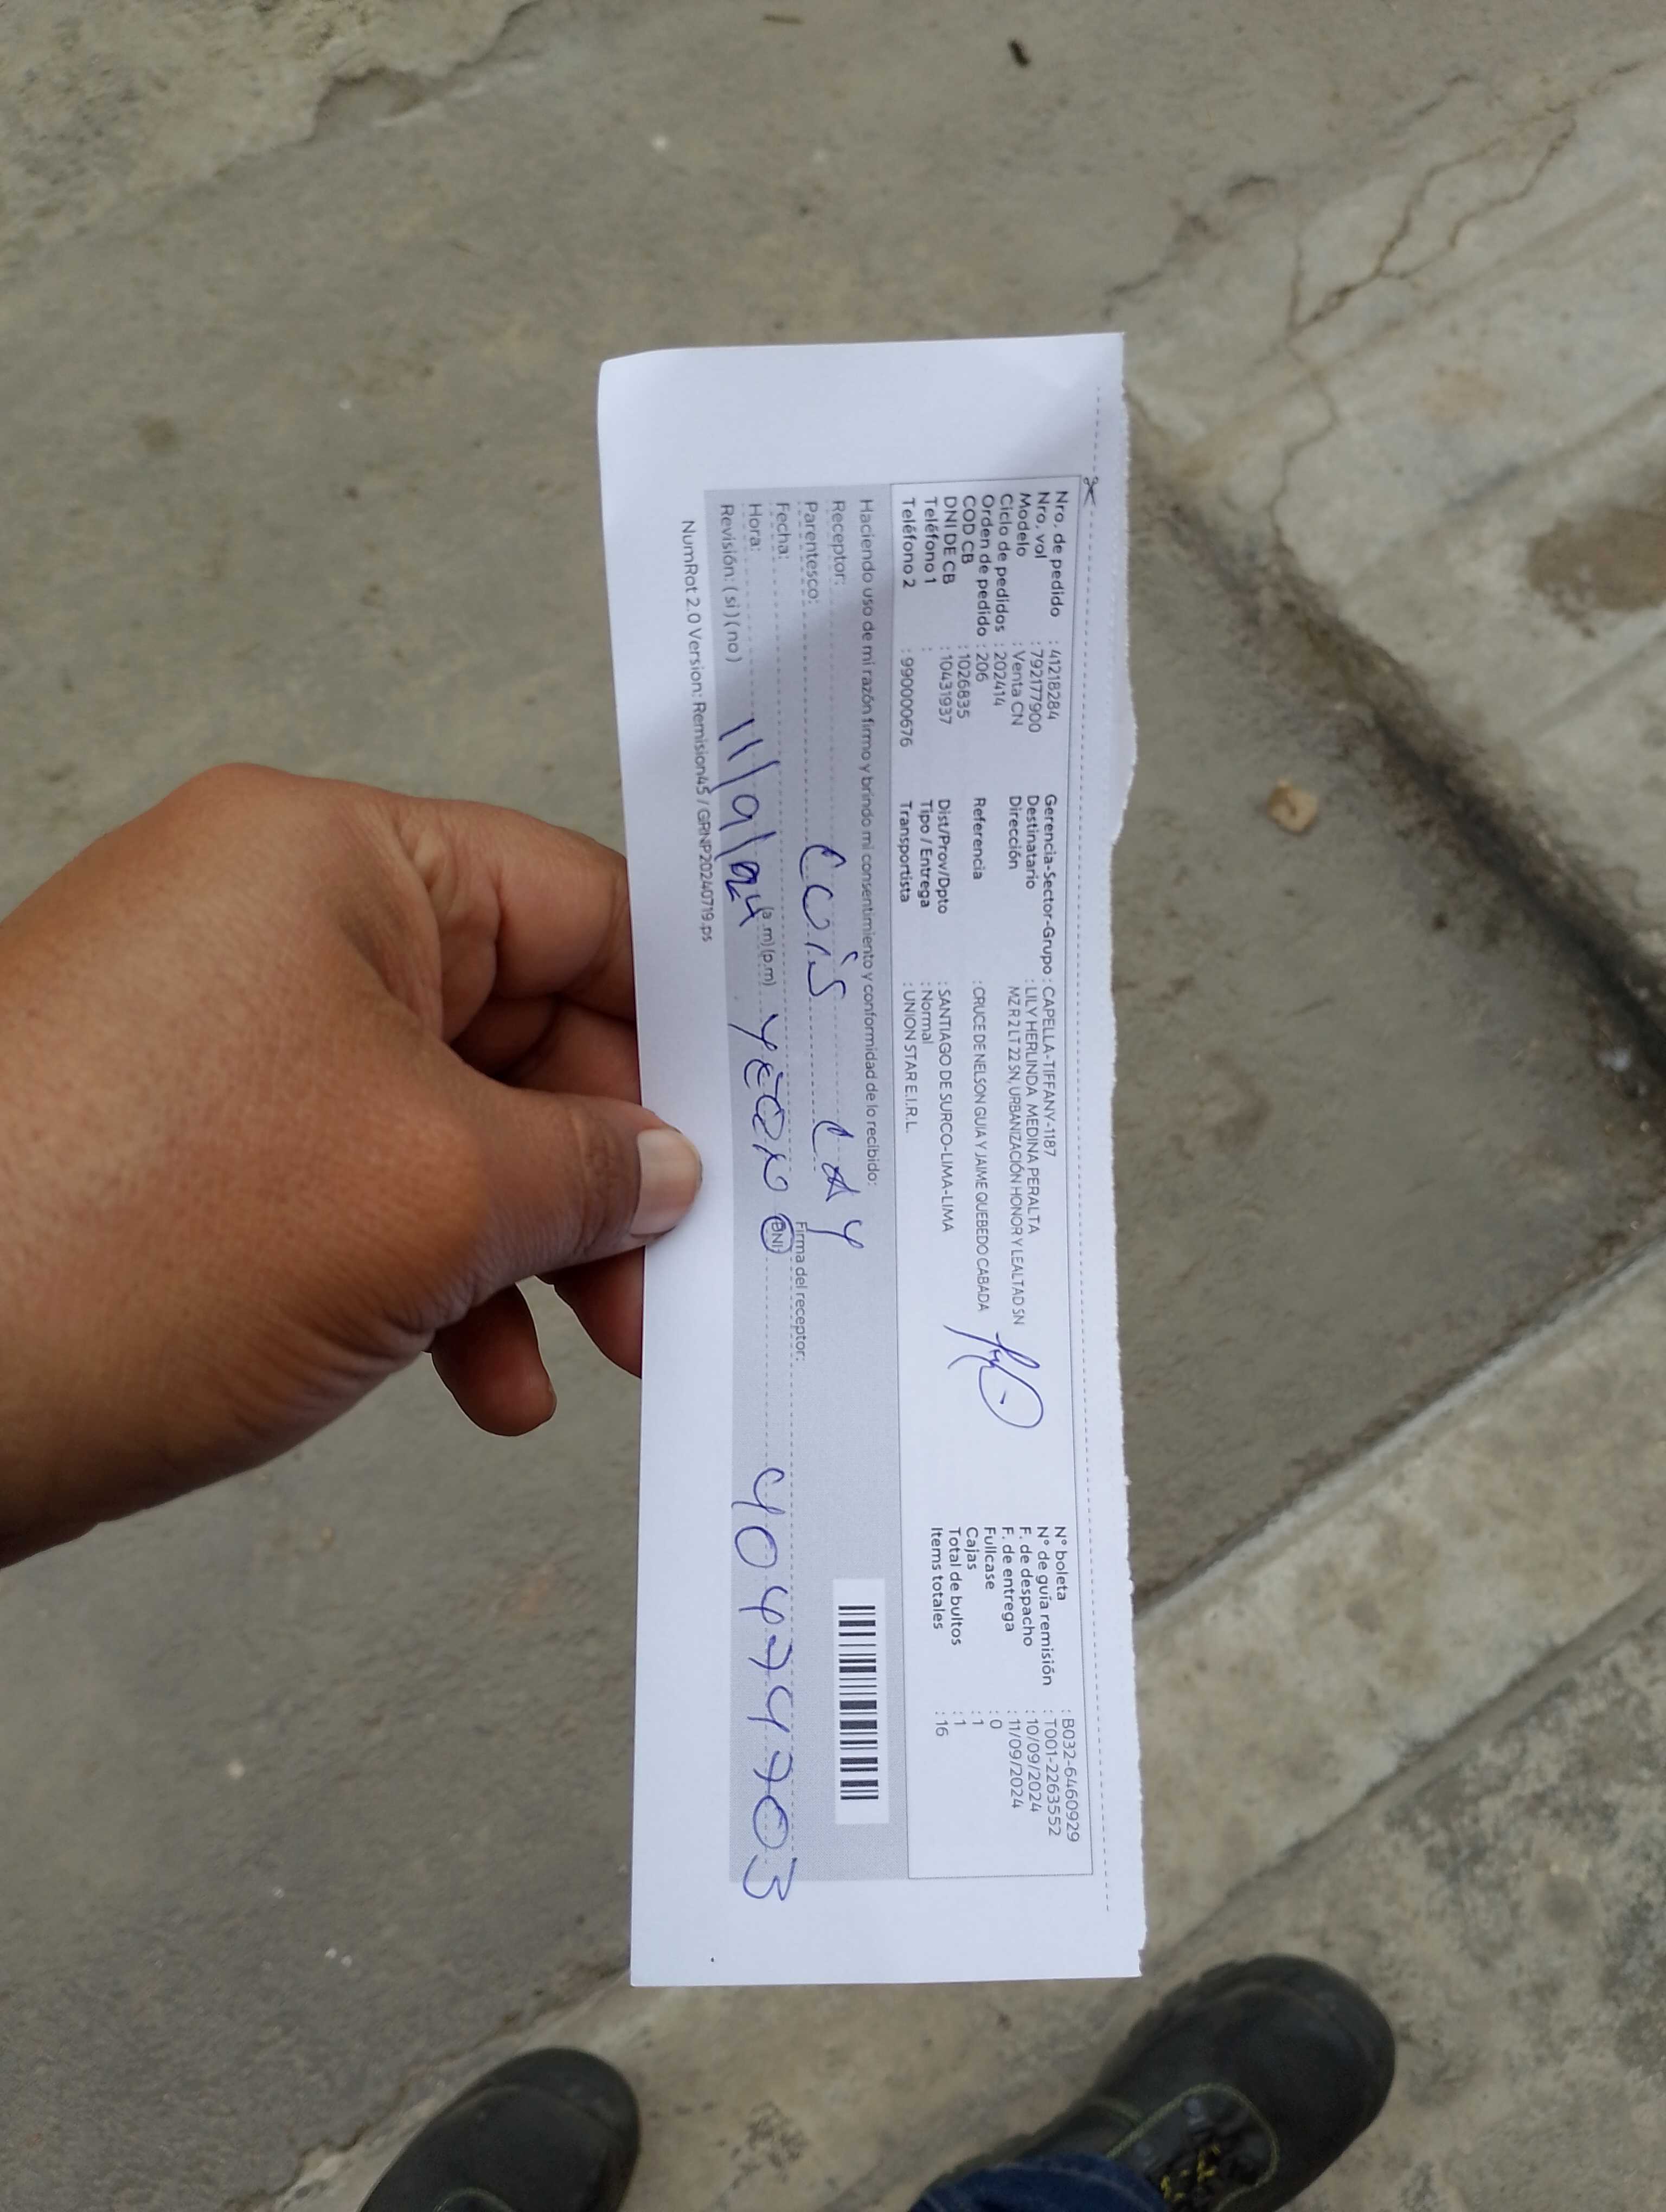 Nro. de pedido : 41218284
Nro. vol : 792177900
Modelo : Venta CN
Ciclo de pedidos : 202414
Orden de pedido : 206
COD CB : 1026835
DNI DE CB : 10431937
Teléfono 1 :
Teléfono 2 : 990000676
Gerencia-Sector-Grupo : CAPELLA-TIFFANY-1187
Destinatario : LILY HERLINDA MEDINA PERALTA
Dirección MZ R 2 LT 22 SN, URBANIZACIÓN HONOR Y LEALTAD SN
Referencia : CRUCE DE NELSON GUIA Y JAIME QUEBEDO CABADA
Dist/Prov/Dpto : SANTIAGO DE SURCO-LIMA-LIMA
Tipo / Entrega : Normal
Transportista : UNION STAR E.I.R.L.
N° boleta : B032-6460929
N° de guía remisión : T001-2263552
F. de despacho : 10/09/2024
F. de entrega : 11/09/2024
Fullcase : 0
Cajas : 1
Total de bultos : 1
Items totales : 16
Haciendo uso de mi razón firmo y brindo mi consentimiento y conformidad de lo recibido:
Receptor:
Parentesco: Luis
Fecha:
Hora: (a.m)(p.m)
Firma del receptor:
DNI 40474703
Revisión: (si) (no) 11/9/24
NumRot 2.0 Version: Remision45 / GRNP20240719.ps